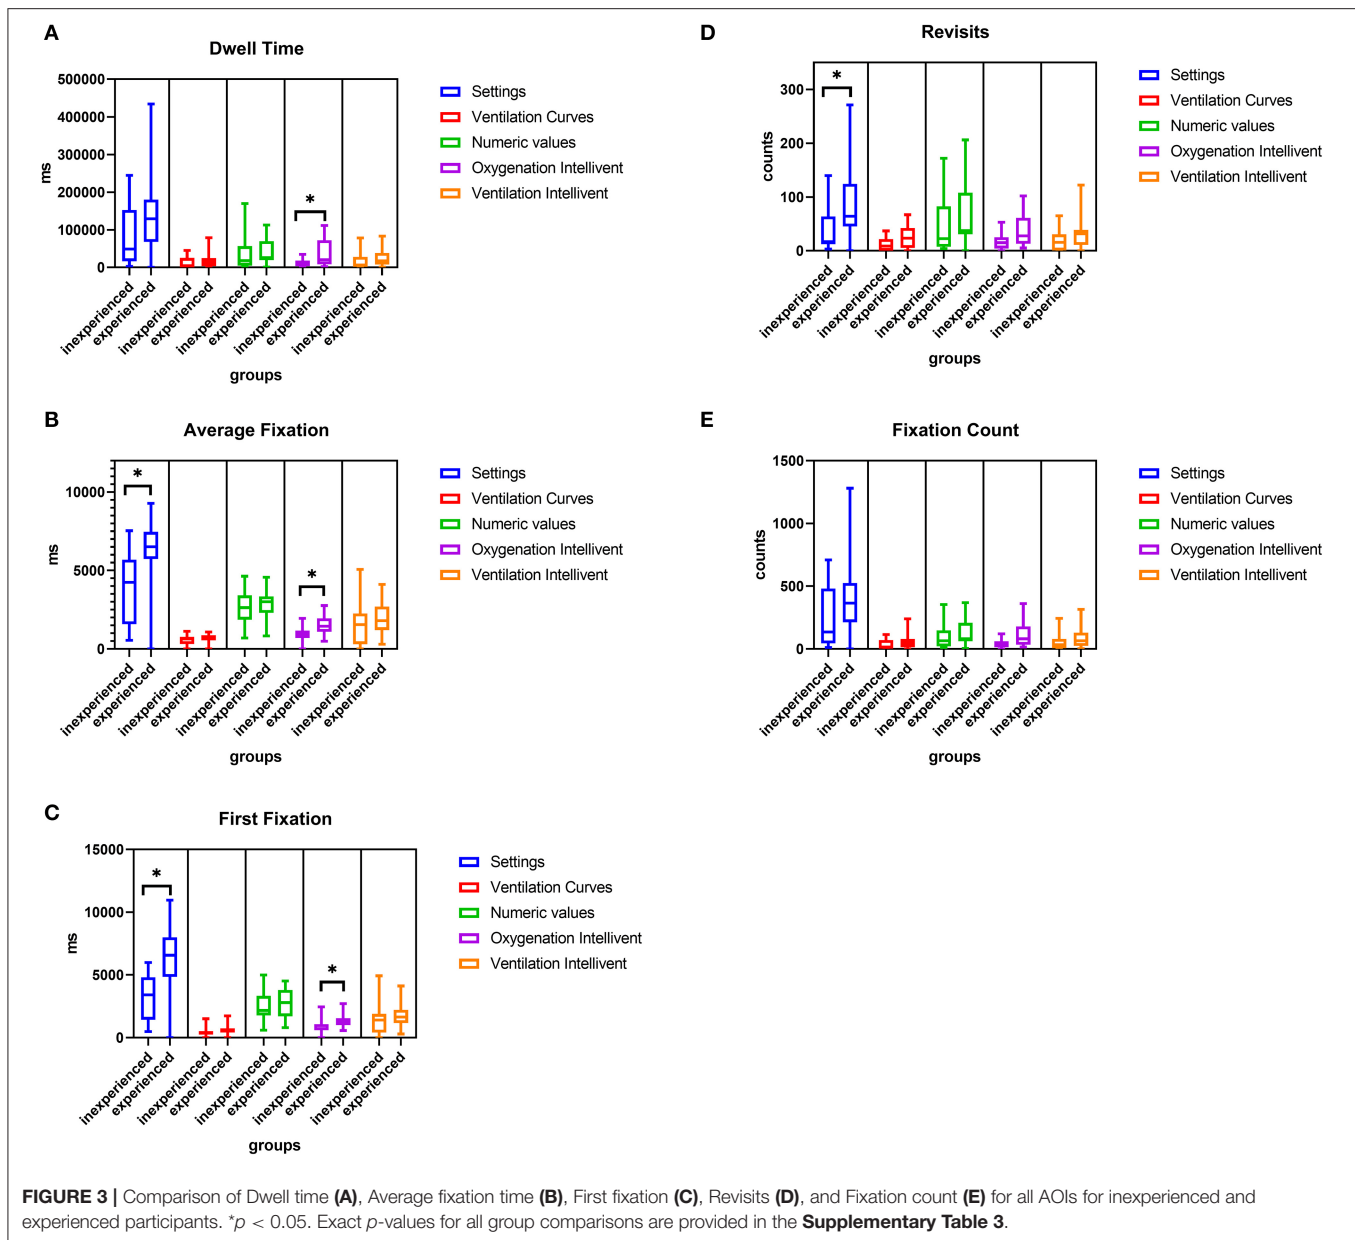 A
Dwell Time
500000
400000
300000
200000
100000
0
ms
*
inexperienced
experienced
inexperienced
experienced
inexperienced
experienced
inexperienced
experienced
inexperienced
experienced
groups
Settings
Ventilation Curves
Numeric values
Oxygenation Intellivent
Ventilation Intellivent
B
Average Fixation
10000
5000
0
ms
*
*
inexperienced
experienced
inexperienced
experienced
inexperienced
experienced
inexperienced
experienced
inexperienced
experienced
groups
Settings
Ventilation Curves
Numeric values
Oxygenation Intellivent
Ventilation Intellivent
C
First Fixation
15000
10000
5000
0
ms
*
*
inexperienced
experienced
inexperienced
experienced
inexperienced
experienced
inexperienced
experienced
inexperienced
experienced
groups
Settings
Ventilation Curves
Numeric values
Oxygenation Intellivent
Ventilation Intellivent
D
Revisits
300
200
100
0
counts
*
inexperienced
experienced
inexperienced
experienced
inexperienced
experienced
inexperienced
experienced
inexperienced
experienced
groups
Settings
Ventilation Curves
Numeric values
Oxygenation Intellivent
Ventilation Intellivent
E
Fixation Count
1500
1000
500
0
counts
inexperienced
experienced
inexperienced
experienced
inexperienced
experienced
inexperienced
experienced
inexperienced
experienced
groups
Settings
Ventilation Curves
Numeric values
Oxygenation Intellivent
Ventilation Intellivent
FIGURE 3 | Comparison of Dwell time (A), Average fixation time (B), First fixation (C), Revisits (D), and Fixation count (E) for all AOIs for inexperienced and
experienced participants. *p < 0.05. Exact p-values for all group comparisons are provided in the Supplementary Table 3.